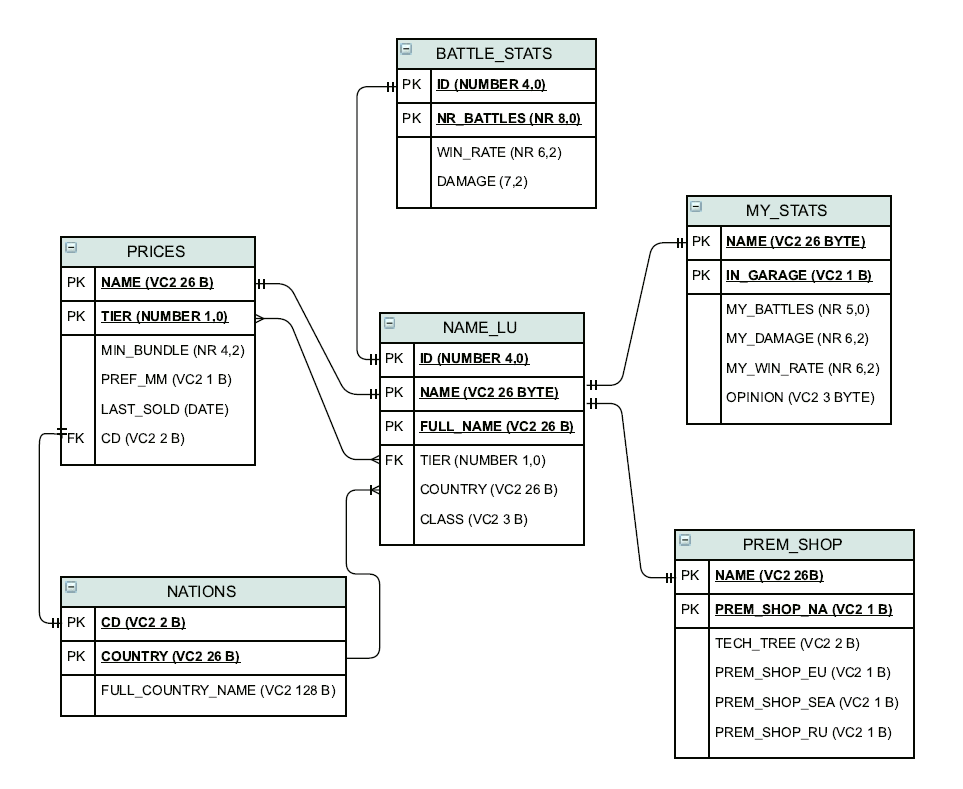 BATTLE_STATS
PK ID (NUMBER 4,0)
PK NR_BATTLES (NR 8,0)
WIN_RATE (NR 6,2)
DAMAGE (7,2)
MY_STATS
PK NAME (VC2 26 BYTE)
PK IN_GARAGE (VC2 1 B)
MY_BATTLES (NR 5,0)
MY_DAMAGE (NR 6,2)
MY_WIN_RATE (NR 6,2)
OPINION (VC2 3 BYTE)
PRICES
PK NAME (VC2 26 B)
PK TIER (NUMBER 1,0)
MIN_BUNDLE (NR 4,2)
PREF_MM (VC2 1 B)
LAST_SOLD (DATE)
FK CD (VC2 2 B)
NAME_LU
PK ID (NUMBER 4,0)
PK NAME (VC2 26 BYTE)
PK FULL_NAME (VC2 26 B)
FK TIER (NUMBER 1,0)
COUNTRY (VC2 26 B)
CLASS (VC2 3 B)
PREM_SHOP
PK NAME (VC2 26B)
PK PREM_SHOP_NA (VC2 1 B)
TECH_TREE (VC2 2 B)
PREM_SHOP_EU (VC2 1 B)
PREM_SHOP_SEA (VC2 1 B)
PREM_SHOP_RU (VC2 1 B)
NATIONS
PK CD (VC2 2 B)
PK COUNTRY (VC2 26 B)
FULL_COUNTRY_NAME (VC2 128 B)